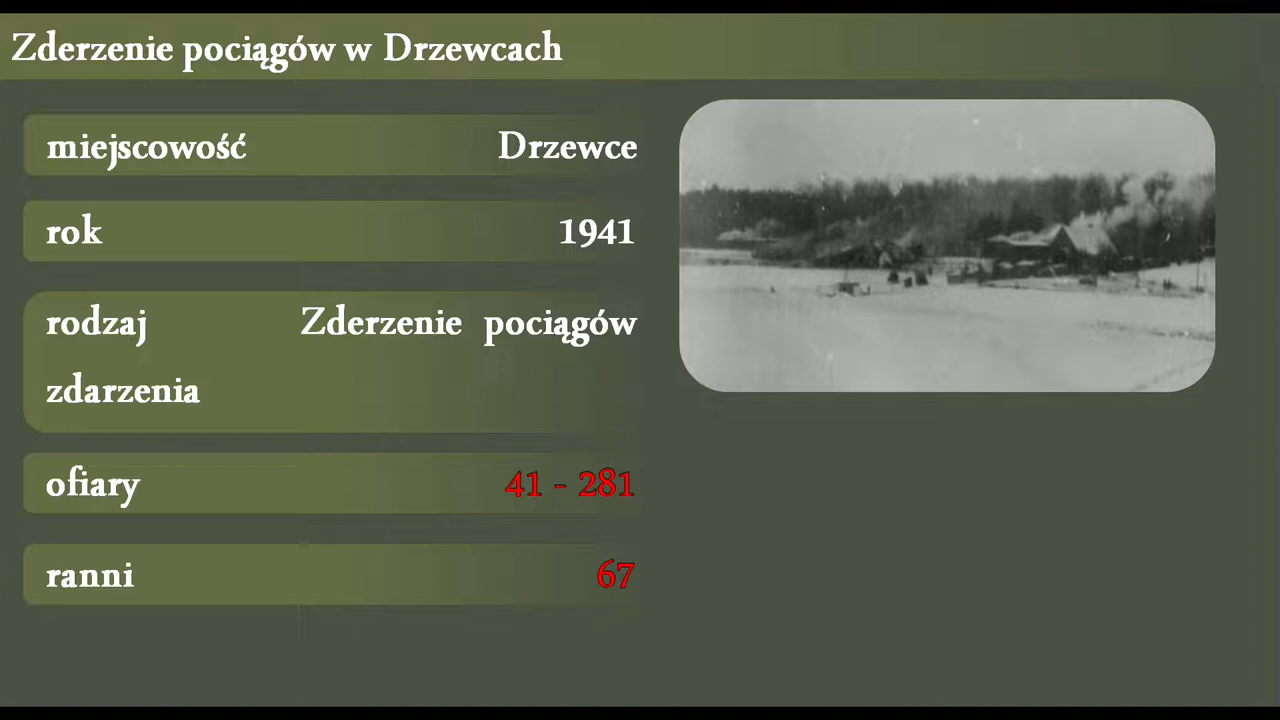 Zderzenie pociągów w Drzewcach
miejscowość Drzewce
rok 1941
rodzaj Zderzenie pociągów
zdarzenia
ofiary 41 - 281
ranni 67